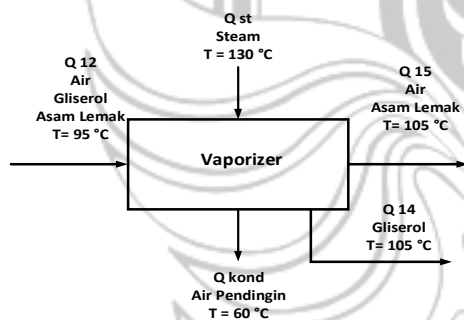 Q st
Steam
T = 130 °C
Q 12
Air
Gliserol
Asam Lemak
T= 95 °C
Vaporizer
Q 15
Air
Asam Lemak
T= 105 °C
Q 14
Gliserol
T= 105 °C
Q kond
Air Pendingin
T = 60 °C